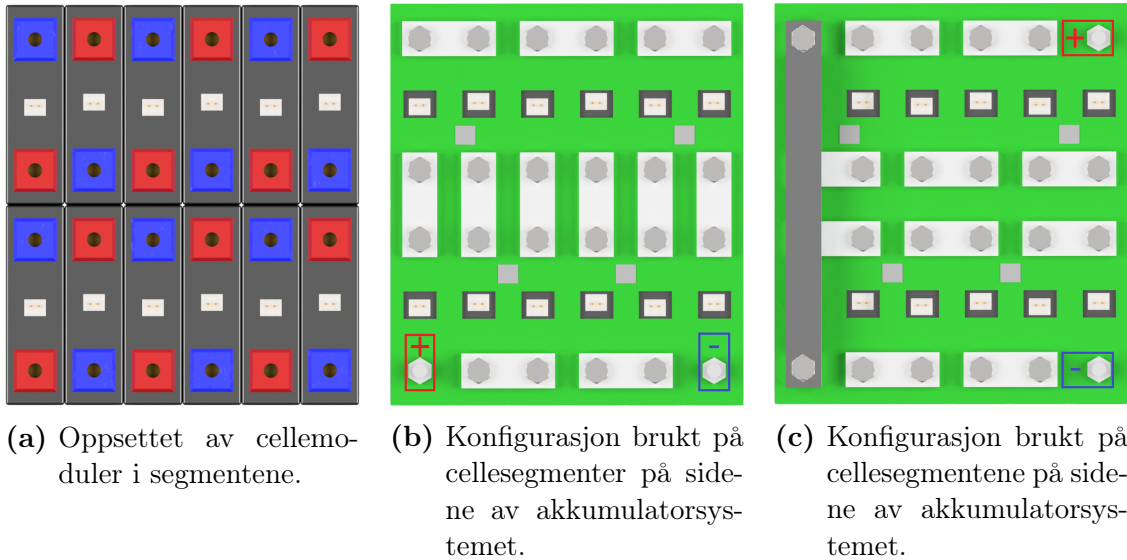 +
-
+
-
(a) Oppsettet av cellemo-
duler i segmentene.
(b) Konfigurasjon brukt på
cellesegmenter på side-
ne av akkumulatorsys-
temet.
(c) Konfigurasjon brukt på
cellesegmentene på side-
ne av akkumulatorsys-
temet.